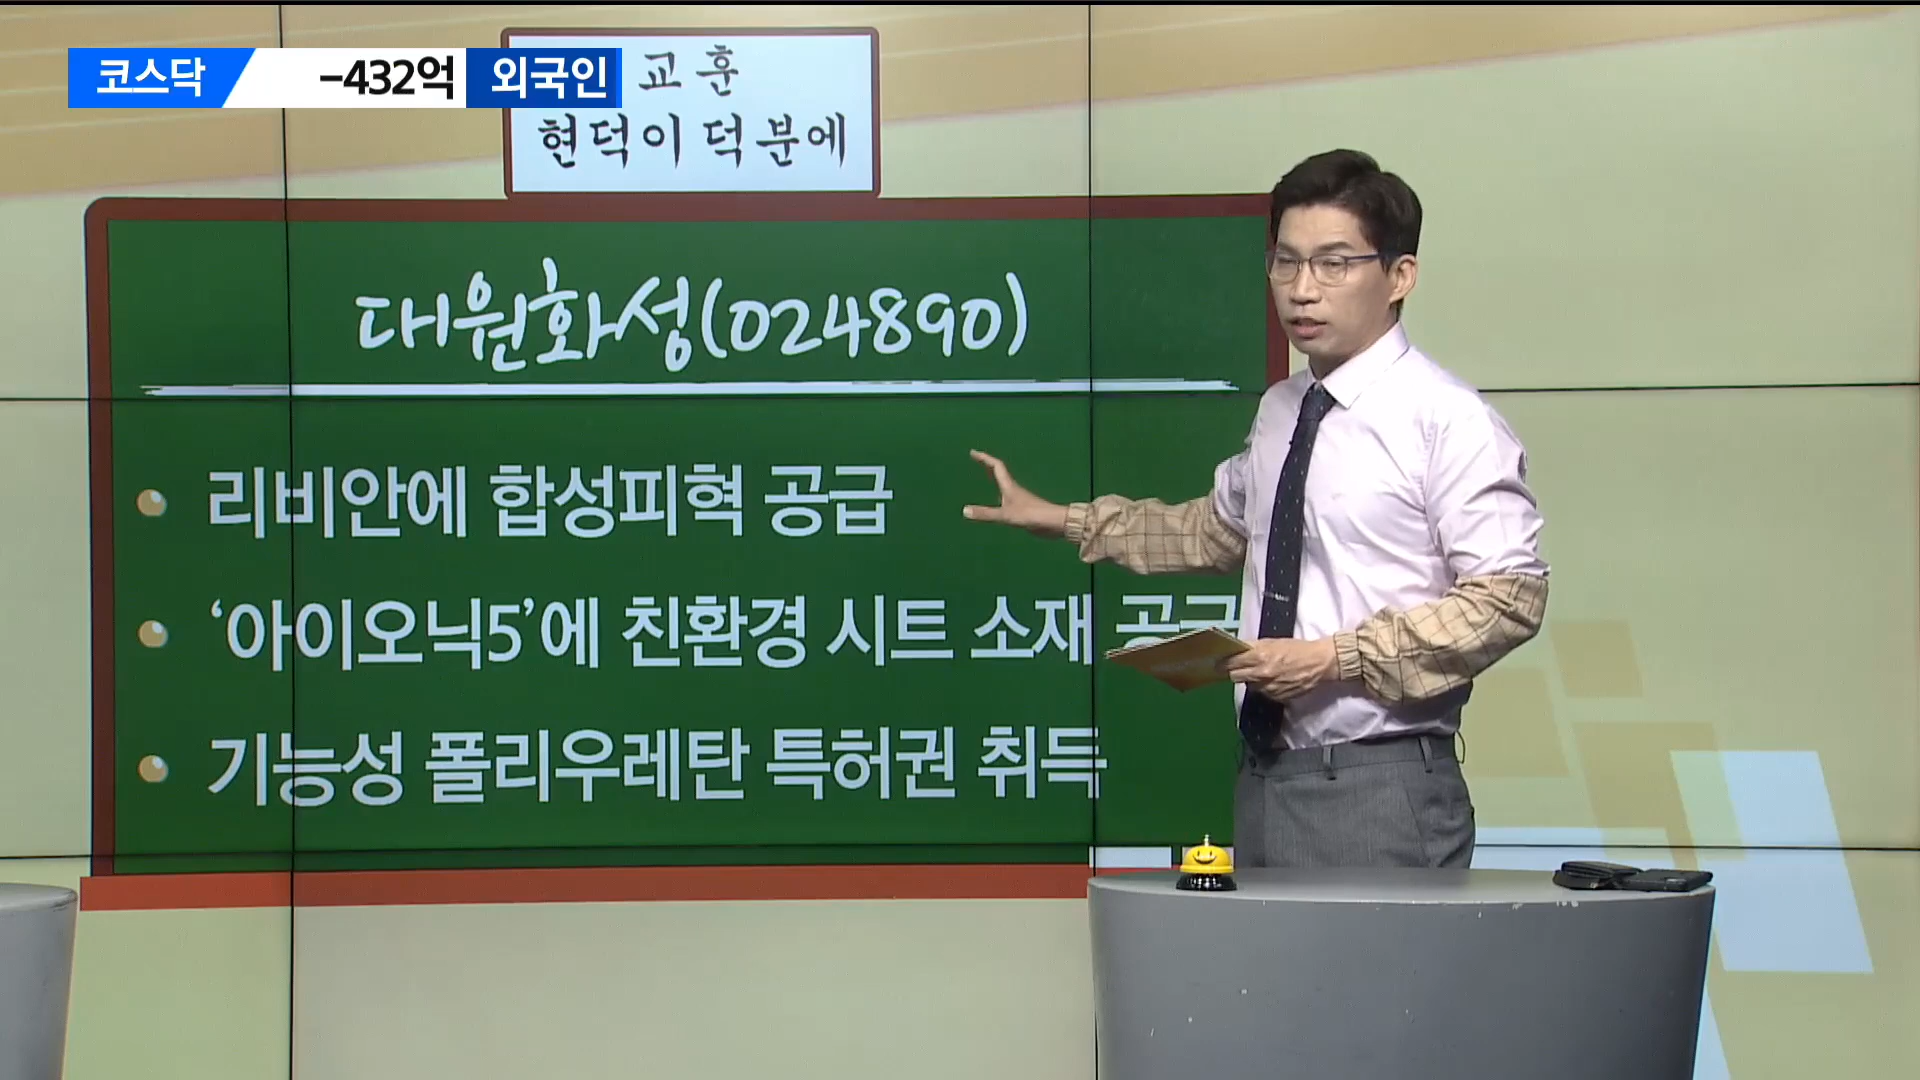 코스닥 -432억 외국인
교훈
현덕이 덕분에
대원화성(024890)
리비안에 합성피혁 공급
‘아이오닉5’에 친환경 시트 소재 공급
기능성 폴리우레탄 특허권 취득